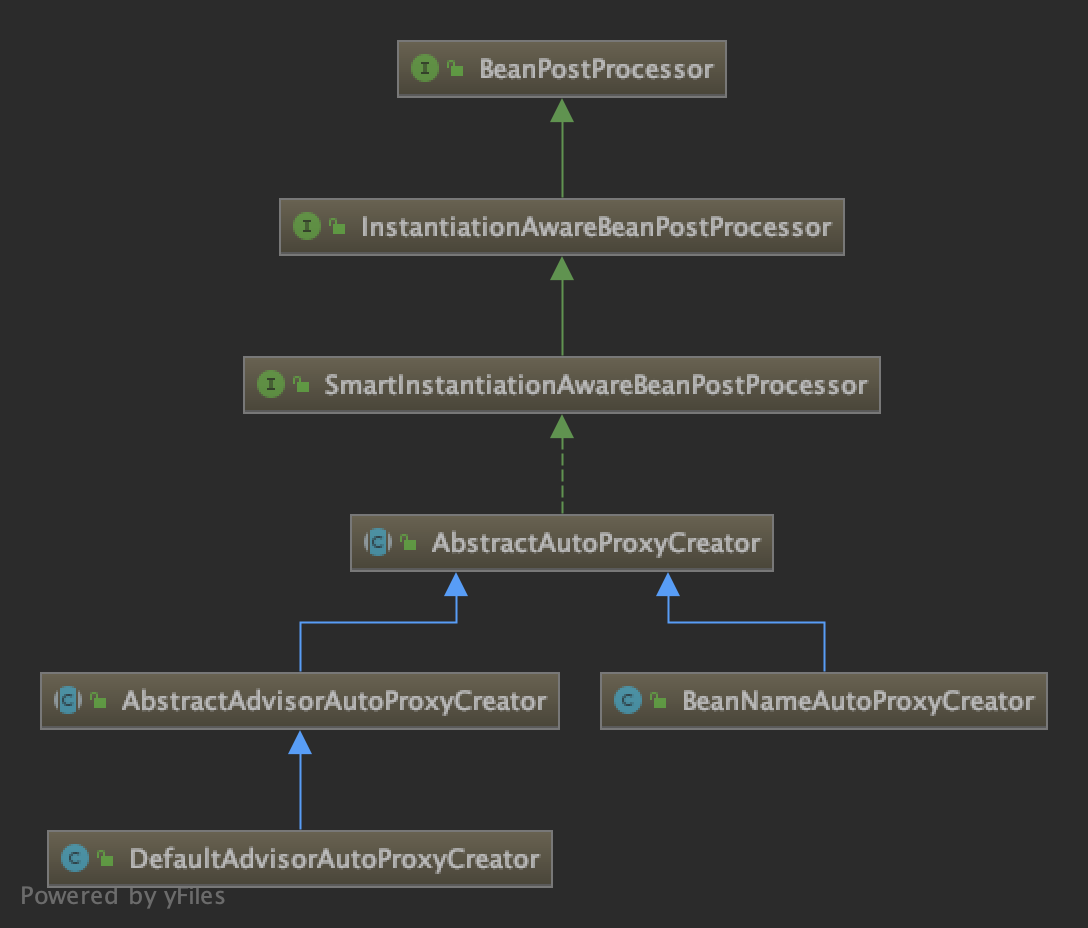 I BeanPostProcessor
I InstantiationAwareBeanPostProcessor
I SmartInstantiationAwareBeanPostProcessor
C AbstractAutoProxyCreator
C AbstractAdvisorAutoProxyCreator
C BeanNameAutoProxyCreator
C DefaultAdvisorAutoProxyCreator
Powered by yFiles